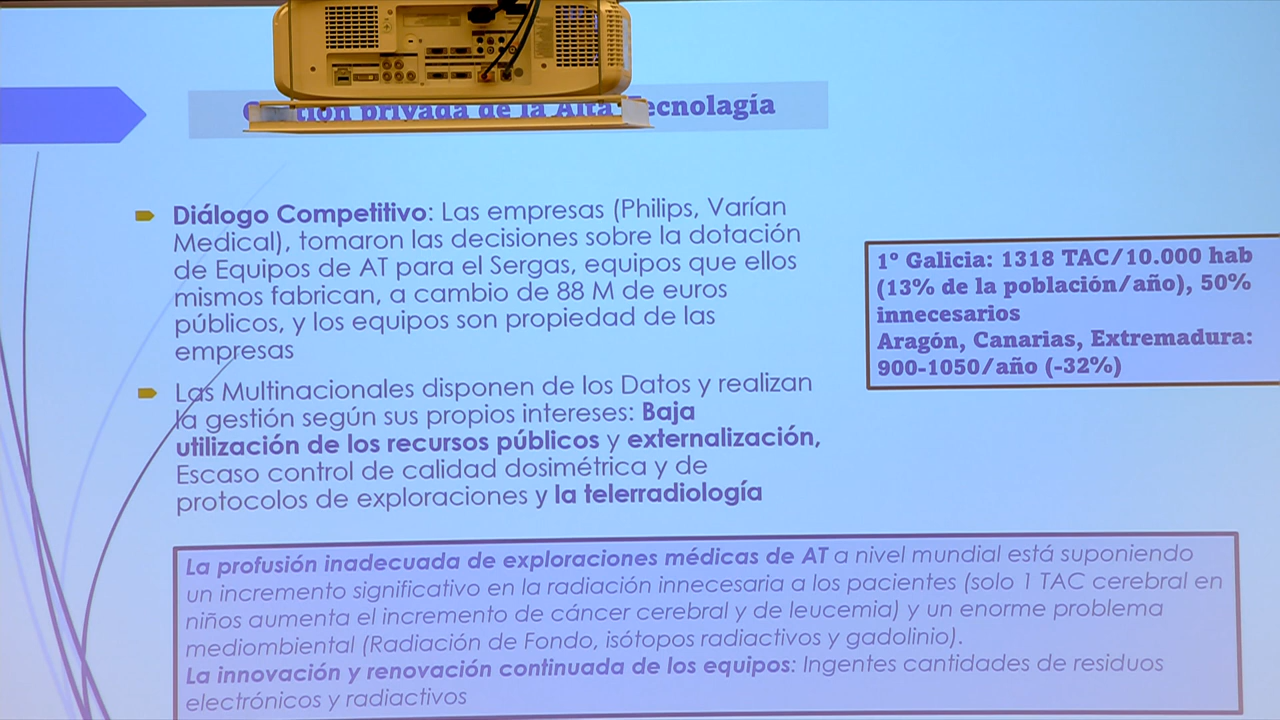 privada de la Alta Tecnolagía
Diálogo Competitivo: Las empresas (Philips, Varían
Medical), tomaron las decisiones sobre la dotación
de Equipos de AT para el Sergas, equipos que ellos
mismos fabrican, a cambio de 88 M de euros
públicos, y los equipos son propiedad de las
empresas
Las Multinacionales disponen de los Datos y realizan
la gestión según sus propios intereses: Baja
utilización de los recursos públicos y externalización,
Escaso control de calidad dosimétrica y de
protocolos de exploraciones y la telerradiología
1º Galicia: 1318 TAC/10.000 hab
(13% de la población/año), 50%
innecesarios
Aragón, Canarias, Extremadura:
900-1050/año (-32%)
La profusión inadecuada de exploraciones médicas de AT a nivel mundial está suponiendo
un incremento significativo en la radiación innecesaria a los pacientes (solo 1 TAC cerebral en
niños aumenta el incremento de cáncer cerebral y de leucemia) y un enorme problema
mediombiental (Radiación de Fondo, isótopos radiactivos y gadolinio).
La innovación y renovación continuada de los equipos: Ingentes cantidades de residuos
electrónicos y radiactivos